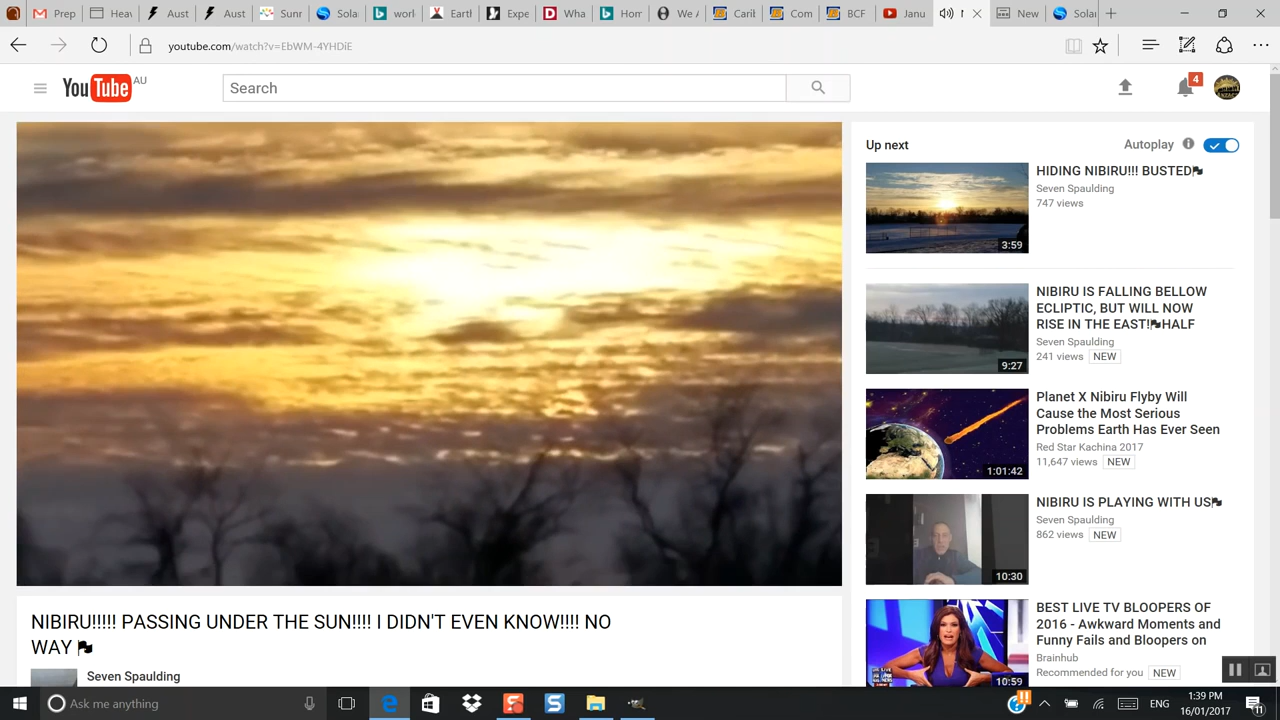 Prepa
Hea
Aust
Aust
Sun
Sola
worl
Eart
Expe
Wha
Hom
We A
Carib
Com
BCF
Janu
New
Sola
youtube.com/watch?v=EbWM-4YHDiE
YouTube AU
Search
4
Up next
Autoplay
HIDING NIBIRU!!! BUSTED
Seven Spaulding
747 views
3:59
NIBIRU IS FALLING BELLOW
ECLIPTIC, BUT WILL NOW
RISE IN THE EAST! HALF
Seven Spaulding
241 views NEW
9:27
Planet X Nibiru Flyby Will
Cause the Most Serious
Problems Earth Has Ever Seen
Red Star Kachina 2017
11,647 views NEW
1:01:42
NIBIRU IS PLAYING WITH US
Seven Spaulding
862 views NEW
10:30
BEST LIVE TV BLOOPERS OF
2016 - Awkward Moments and
Funny Fails and Bloopers on
Brainhub
Recommended for you NEW
10:59
NIBIRU!!!!! PASSING UNDER THE SUN!!!! I DIDN'T EVEN KNOW!!!! NO
WAY
Seven Spaulding
Ask me anything
ENG
1:39 PM
16/01/2017
11